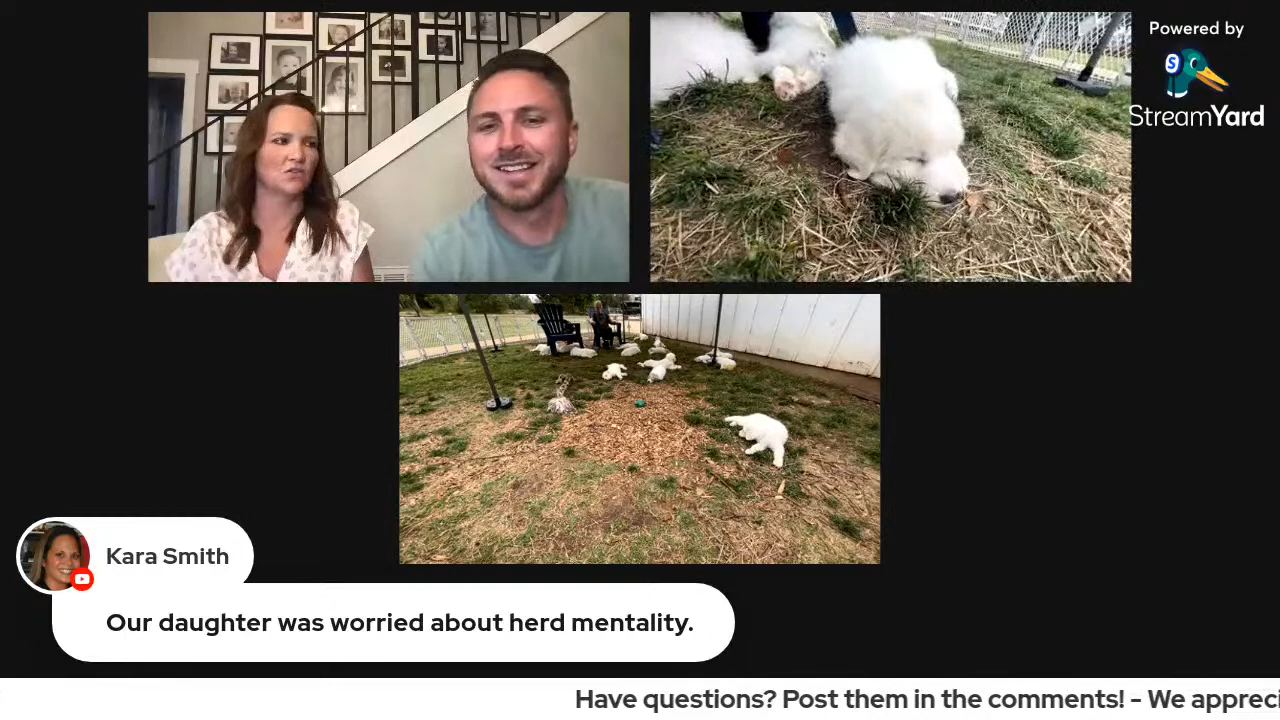 Powered by
StreamYard
Kara Smith
Our daughter was worried about herd mentality.
Have questions? Post them in the comments! - We appreci